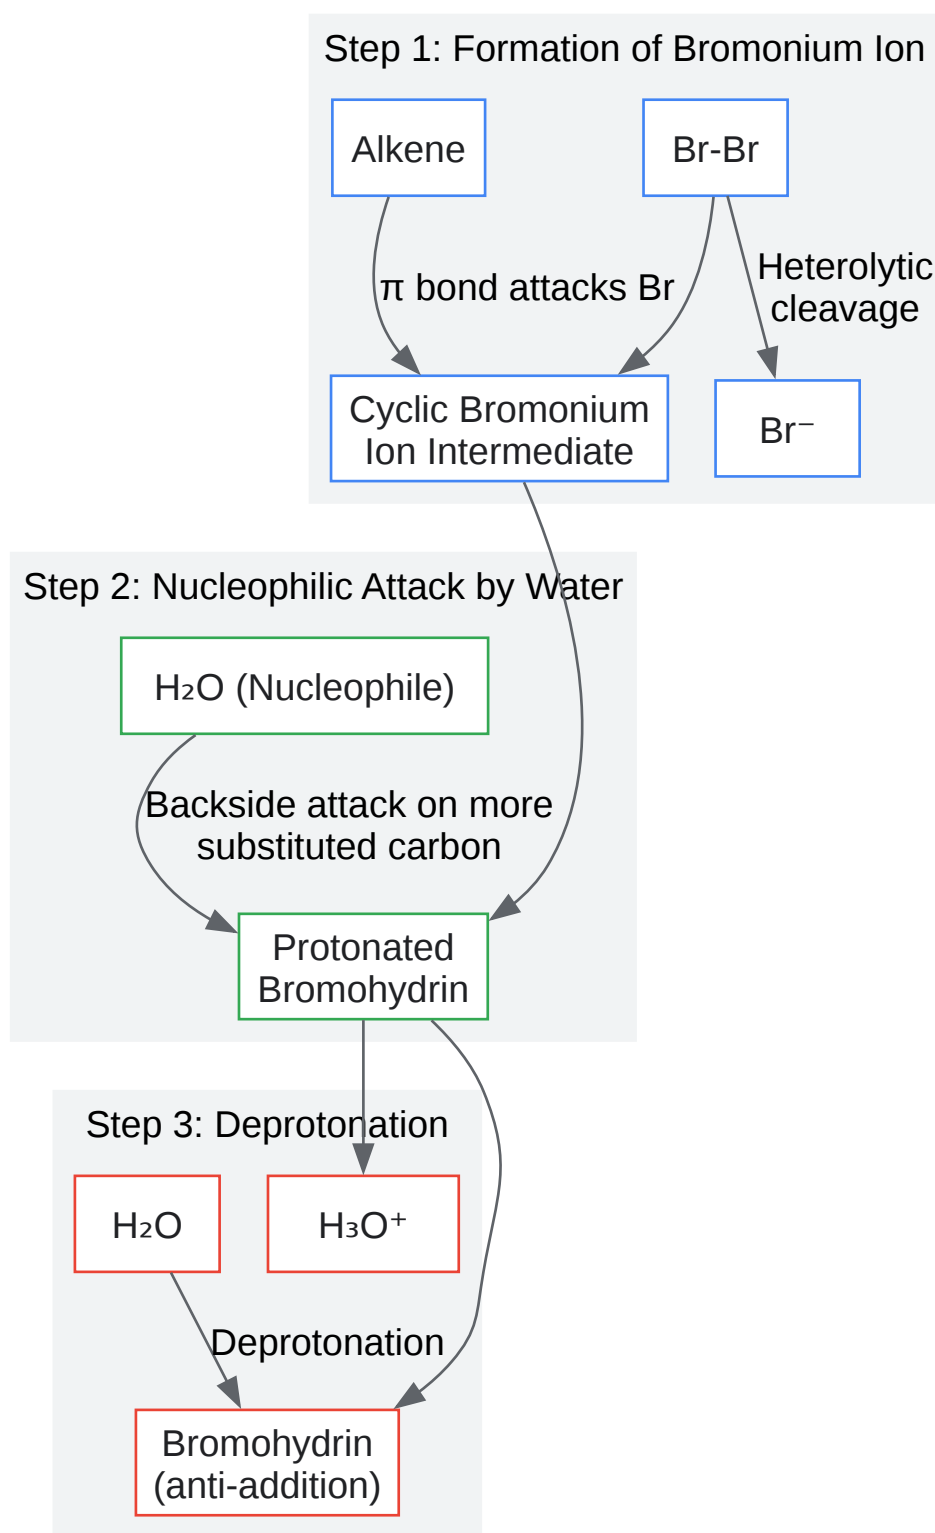 Step 1: Formation of Bromonium Ion
Alkene
Br-Br
π bond attacks Br
Heterolytic
cleavage
Cyclic Bromonium
Ion Intermediate
Br⁻
Step 2: Nucleophilic Attack by Water
H₂O (Nucleophile)
Backside attack on more
substituted carbon
Protonated
Bromohydrin
Step 3: Deprotonation
H₂O
H₃O⁺
Deprotonation
Bromohydrin
(anti-addition)